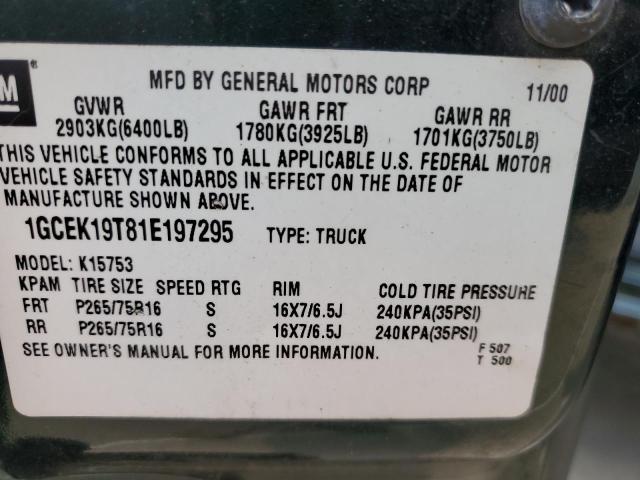 M ®
MFD BY GENERAL MOTORS CORP 11/00
GVWR GAWR FRT GAWR RR
2903KG(6400LB) 1780KG(3925LB) 1701KG(3750LB)
THIS VEHICLE CONFORMS TO ALL APPLICABLE U.S. FEDERAL MOTOR
VEHICLE SAFETY STANDARDS IN EFFECT ON THE DATE OF
MANUFACTURE SHOWN ABOVE.
1GCEK19T81E197295 TYPE: TRUCK
MODEL: K15753
KPAM TIRE SIZE SPEED RTG RIM COLD TIRE PRESSURE
FRT P265/75R16 S 16X7/6.5J 240KPA(35PSI)
RR P265/75R16 S 16X7/6.5J 240KPA(35PSI)
SEE OWNER'S MANUAL FOR MORE INFORMATION.
F 507
T 500